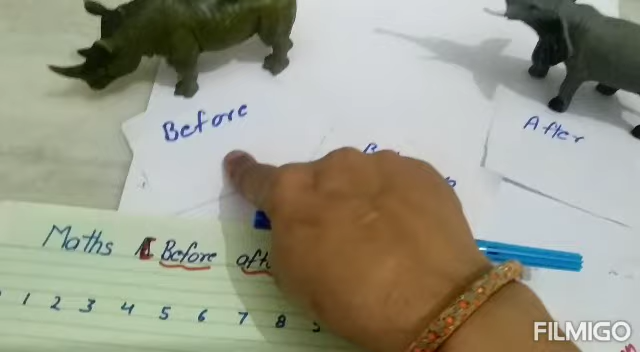 Before
After
Maths Before
1 2 3 4 5 6 7 8
FILMIGO